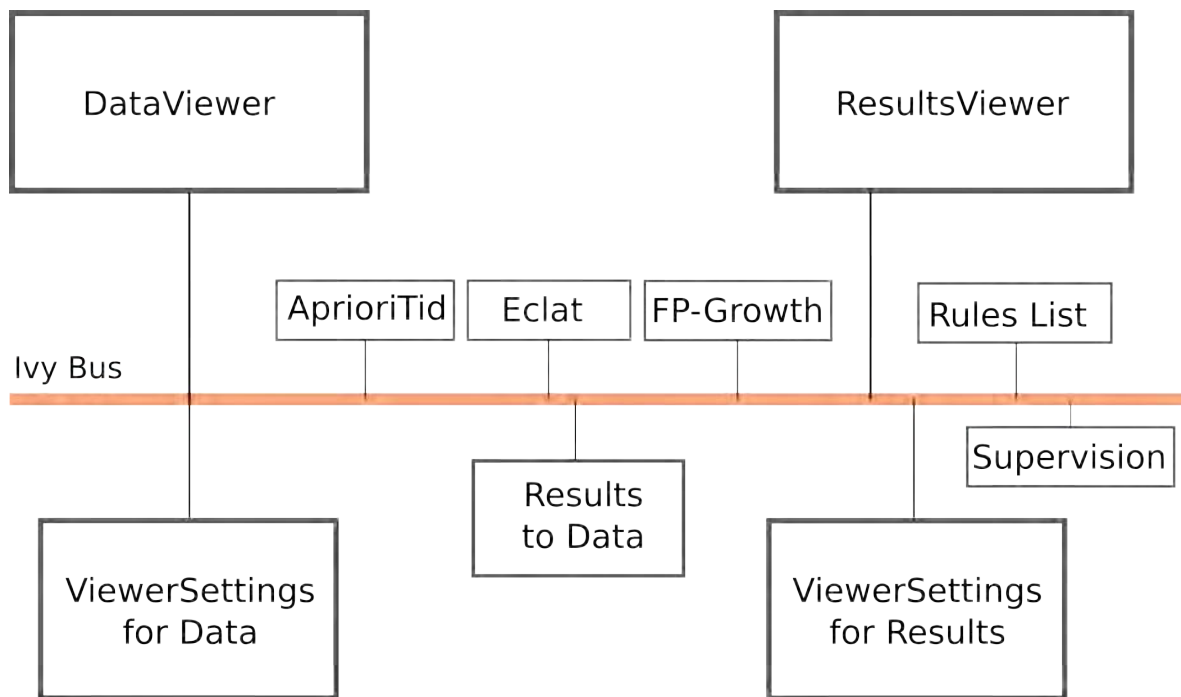 DataViewer
ResultsViewer
AprioriTid
Eclat
FP-Growth
Rules List
Ivy Bus
Supervision
Results
to Data
ViewerSettings
for Data
ViewerSettings
for Results